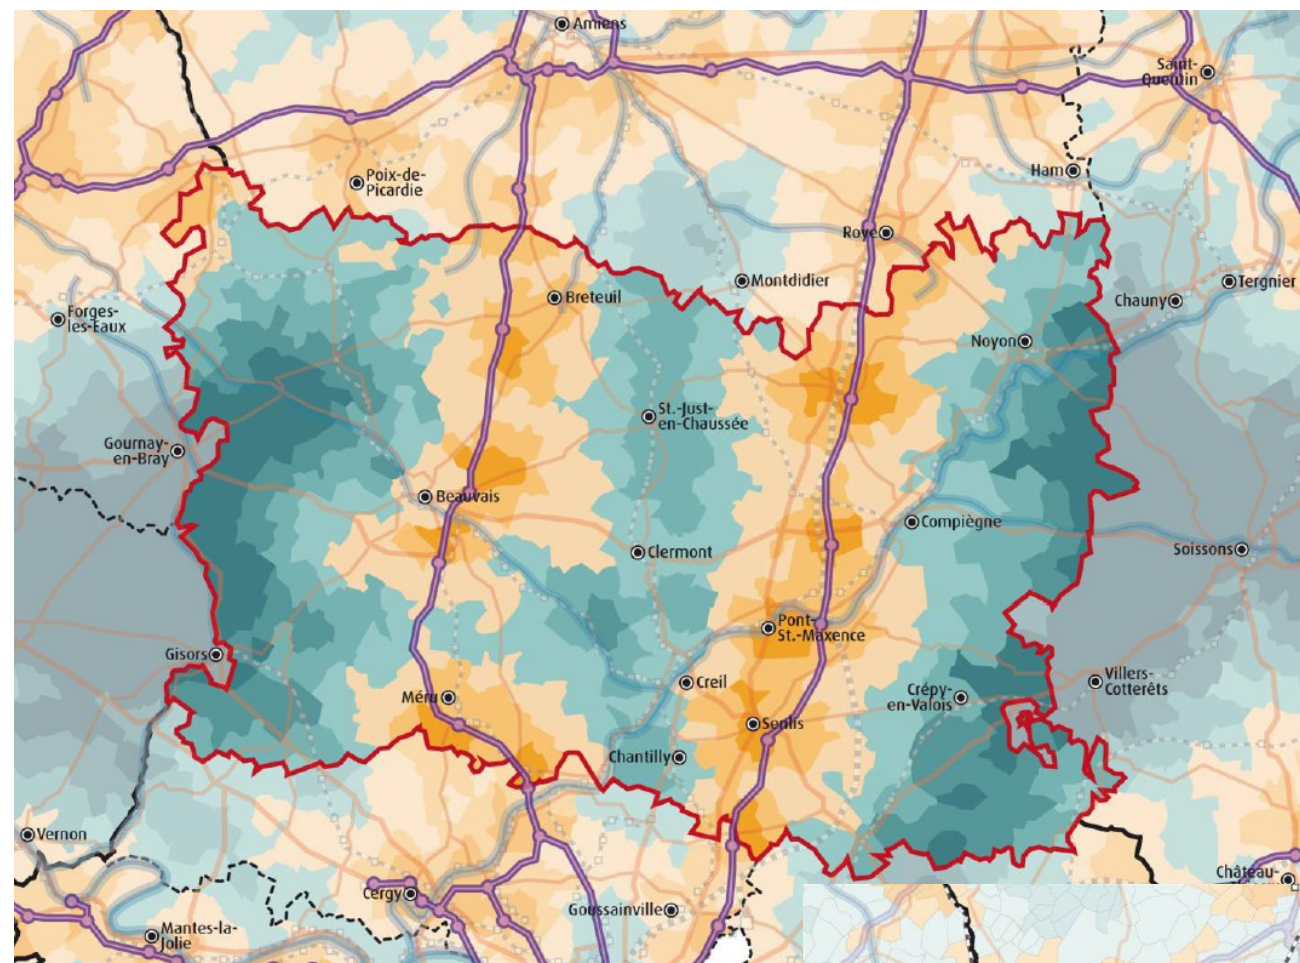 Amiens
Saint-
Quentin
Poix-de-
Picardie
Ham
Roye
Montdidier
Breteuil
Tergnier
Chauny
Forges-
les-Eaux
Noyon
St.-Just-
en-Chaussée
Gournay-
en-Bray
Beauvais
Compiègne
Clermont
Soissons
Pont-
St.-Maxence
Gisors
Creil
Villers-
Cotterêts
Méru
Crépy-
en-Valois
Senlis
Chantilly
Vernon
Château-
Cergy
Goussainville
Mantes-la-
Jolie